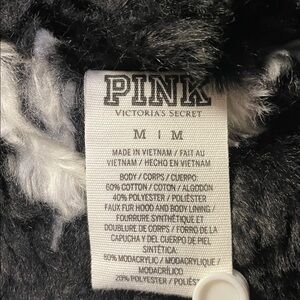 PINK
VICTORIA'S SECRET
M | M
MADE IN VIETNAM / FAIT AU
VIETNAM / HECHO EN VIETNAM
BODY / CORPS / CUERPO:
60% COTTON / COTON / ALGODÓN
40% POLYESTER / POLIÉSTER
FAUX FUR HOOD AND BODY LINING /
FOURRURE SYNTHÉTIQUE ET
DOUBLURE DE CORPS / FORRO DE LA
CAPUCHA Y DEL CUERPO DE PIEL
SINTÉTICA:
80% MODACRYLIC / MODACRYLIQUE /
MODACRÍLICO
20% POLYESTER / POLIÉSTER